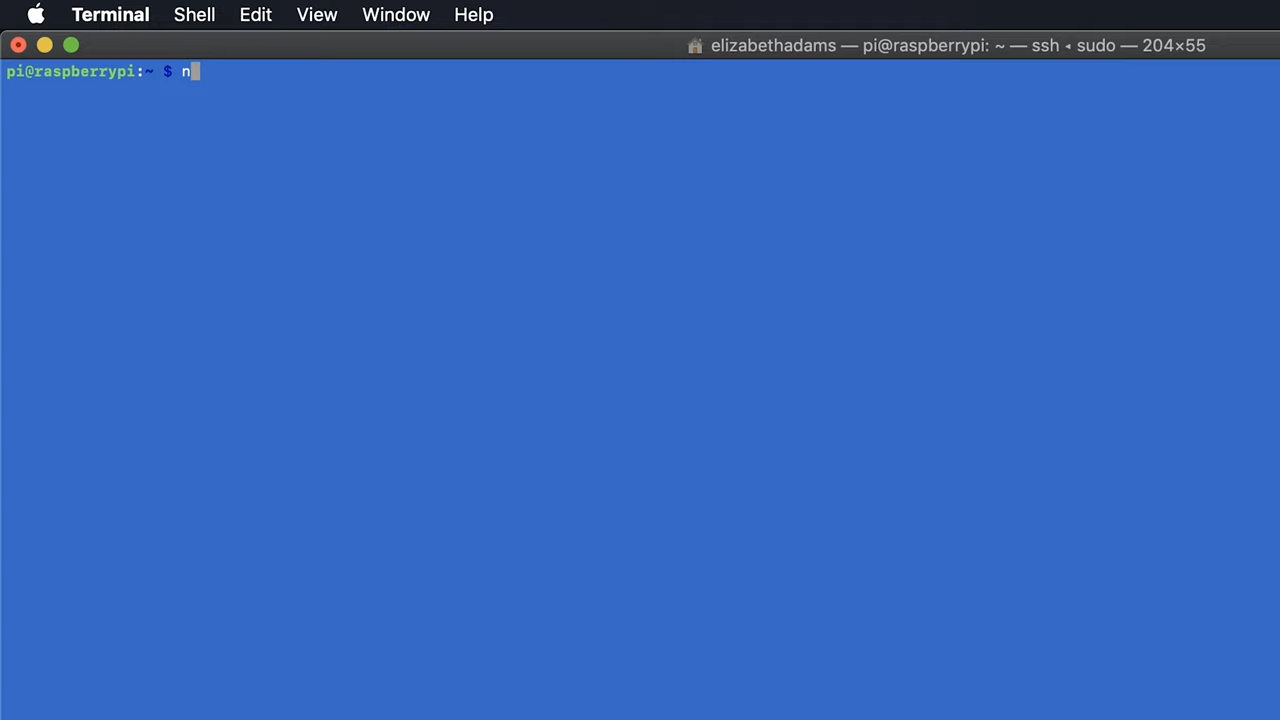 Terminal Shell Edit View Window Help
elizabethadams — pi@raspberrypi: ~ — ssh ◂ sudo — 204×55
pi@raspberrypi:~ $ n